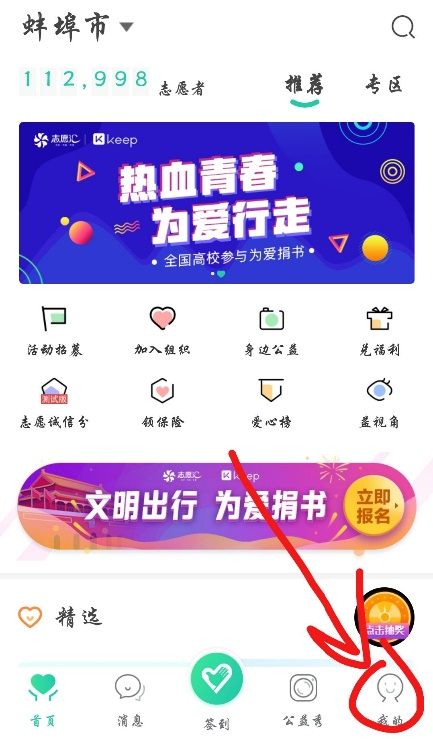 蚌埠市
112,998 志愿者 推荐 专区
志愿汇 keep
热血青春
为爱行走
全国高校参与为爱捐书
活动招募 加入组织 身边公益 兑福利
测试版
志愿诚信分 领保险 爱心榜 益视角
志愿汇 keep
文明出行 为爱捐书
立即
报名
精选
点击抽奖
首页 消息 签到 公益秀 我的